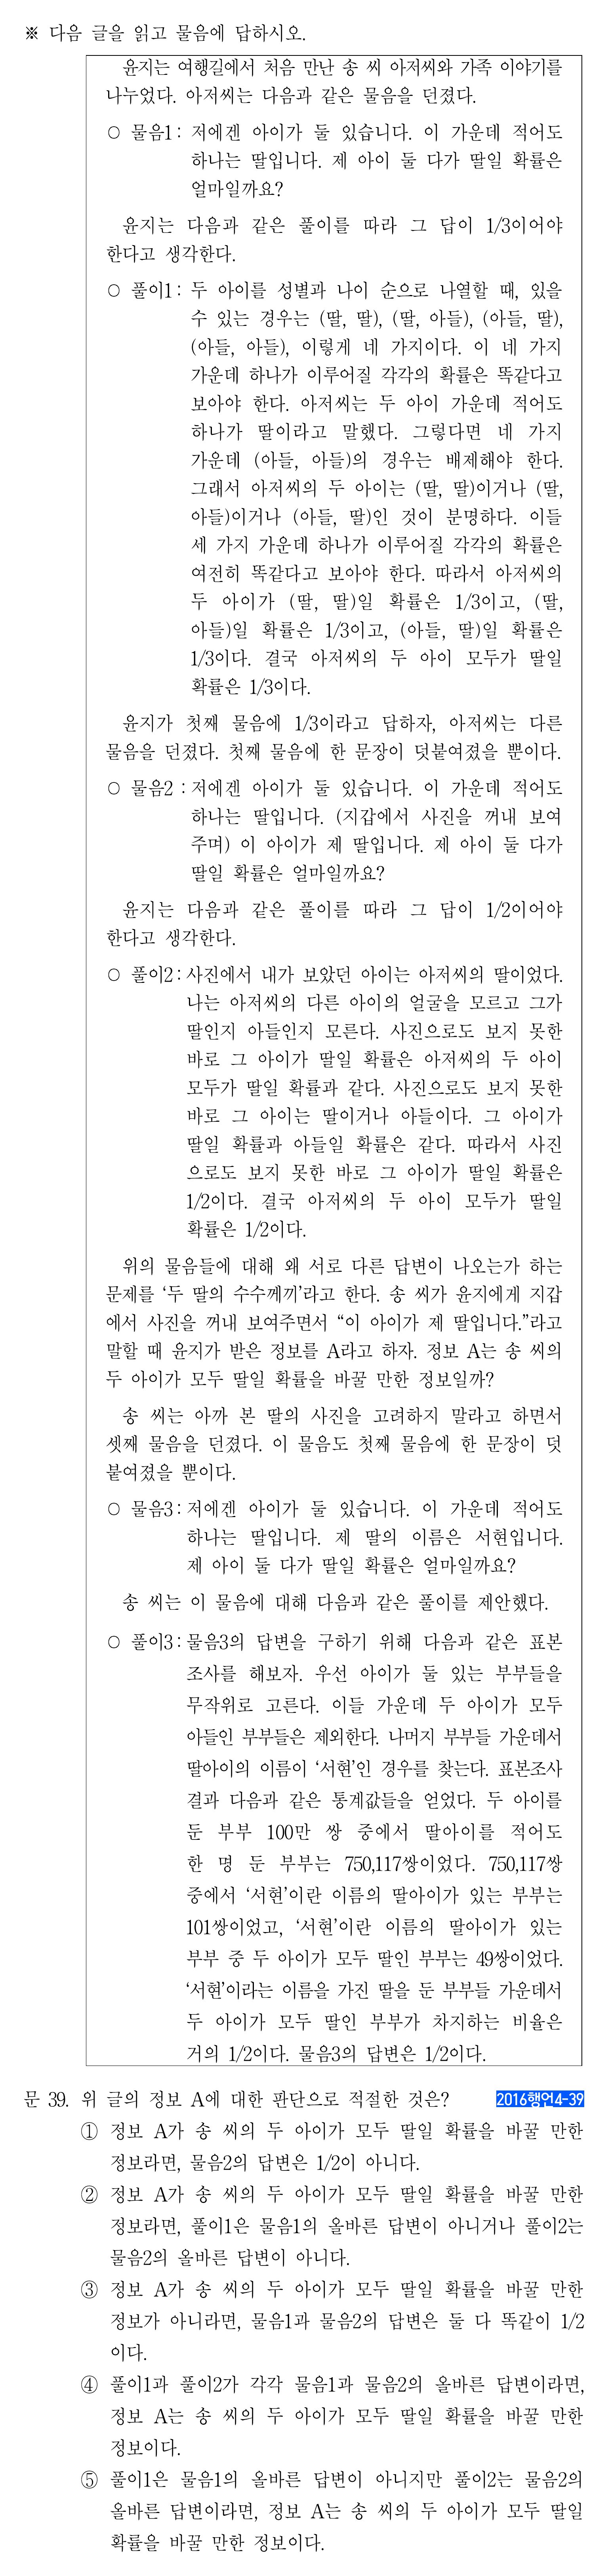 ※ 다음 글을 읽고 물음에 답하시오.
윤지는 여행길에서 처음 만난 송 씨 아저씨와 가족 이야기를
나누었다. 아저씨는 다음과 같은 물음을 던졌다.
○ 물음1: 저에겐 아이가 둘 있습니다. 이 가운데 적어도
하나는 딸입니다. 제 아이 둘 다가 딸일 확률은
얼마일까요?
윤지는 다음과 같은 풀이를 따라 그 답이 1/3이어야
한다고 생각한다.
○ 풀이1: 두 아이를 성별과 나이 순으로 나열할 때, 있을
수 있는 경우는 (딸, 딸), (딸, 아들), (아들, 딸),
(아들, 아들), 이렇게 네 가지이다. 이 네 가지
가운데 하나가 이루어질 각각의 확률은 똑같다고
보아야 한다. 아저씨는 두 아이 가운데 적어도
하나가 딸이라고 말했다. 그렇다면 네 가지
가운데 (아들, 아들)의 경우는 배제해야 한다.
그래서 아저씨의 두 아이는 (딸, 딸)이거나 (딸,
아들)이거나 (아들, 딸)인 것이 분명하다. 이들
세 가지 가운데 하나가 이루어질 각각의 확률은
여전히 똑같다고 보아야 한다. 따라서 아저씨의
두 아이가 (딸, 딸)일 확률은 1/3이고, (딸,
아들)일 확률은 1/3이고, (아들, 딸)일 확률은
1/3이다. 결국 아저씨의 두 아이 모두가 딸일
확률은 1/3이다.
윤지가 첫째 물음에 1/3이라고 답하자, 아저씨는 다른
물음을 던졌다. 첫째 물음에 한 문장이 덧붙여졌을 뿐이다.
○ 물음2 : 저에겐 아이가 둘 있습니다. 이 가운데 적어도
하나는 딸입니다. (지갑에서 사진을 꺼내 보여
주며) 이 아이가 제 딸입니다. 제 아이 둘 다가
딸일 확률은 얼마일까요?
윤지는 다음과 같은 풀이를 따라 그 답이 1/2이어야
한다고 생각한다.
○ 풀이2: 사진에서 내가 보았던 아이는 아저씨의 딸이었다.
나는 아저씨의 다른 아이의 얼굴을 모르고 그가
딸인지 아들인지 모른다. 사진으로도 보지 못한
바로 그 아이가 딸일 확률은 아저씨의 두 아이
모두가 딸일 확률과 같다. 사진으로도 보지 못한
바로 그 아이는 딸이거나 아들이다. 그 아이가
딸일 확률과 아들일 확률은 같다. 따라서 사진
으로도 보지 못한 바로 그 아이가 딸일 확률은
1/2이다. 결국 아저씨의 두 아이 모두가 딸일
확률은 1/2이다.
위의 물음들에 대해 왜 서로 다른 답변이 나오는가 하는
문제를 ‘두 딸의 수수께끼’라고 한다. 송 씨가 윤지에게 지갑
에서 사진을 꺼내 보여주면서 “이 아이가 제 딸입니다.”라고
말할 때 윤지가 받은 정보를 A라고 하자. 정보 A는 송 씨의
두 아이가 모두 딸일 확률을 바꿀 만한 정보일까?
송 씨는 아까 본 딸의 사진을 고려하지 말라고 하면서
셋째 물음을 던졌다. 이 물음도 첫째 물음에 한 문장이 덧
붙여졌을 뿐이다.
○ 물음3: 저에겐 아이가 둘 있습니다. 이 가운데 적어도
하나는 딸입니다. 제 딸의 이름은 서현입니다.
제 아이 둘 다가 딸일 확률은 얼마일까요?
송 씨는 이 물음에 대해 다음과 같은 풀이를 제안했다.
○ 풀이3: 물음3의 답변을 구하기 위해 다음과 같은 표본
조사를 해보자. 우선 아이가 둘 있는 부부들을
무작위로 고른다. 이들 가운데 두 아이가 모두
아들인 부부들은 제외한다. 나머지 부부들 가운데서
딸아이의 이름이 ‘서현’인 경우를 찾는다. 표본조사
결과 다음과 같은 통계값들을 얻었다. 두 아이를
둔 부부 100만 쌍 중에서 딸아이를 적어도
한 명 둔 부부는 750,117쌍이었다. 750,117쌍
중에서 ‘서현’이란 이름의 딸아이가 있는 부부는
101쌍이었고, ‘서현’이란 이름의 딸아이가 있는
부부 중 두 아이가 모두 딸인 부부는 49쌍이었다.
‘서현’이라는 이름을 가진 딸을 둔 부부들 가운데서
두 아이가 모두 딸인 부부가 차지하는 비율은
거의 1/2이다. 물음3의 답변은 1/2이다.
문 39. 위 글의 정보 A에 대한 판단으로 적절한 것은? 2016행언4-39
① 정보 A가 송 씨의 두 아이가 모두 딸일 확률을 바꿀 만한
정보라면, 물음2의 답변은 1/2이 아니다.
② 정보 A가 송 씨의 두 아이가 모두 딸일 확률을 바꿀 만한
정보라면, 풀이1은 물음1의 올바른 답변이 아니거나 풀이2는
물음2의 올바른 답변이 아니다.
③ 정보 A가 송 씨의 두 아이가 모두 딸일 확률을 바꿀 만한
정보가 아니라면, 물음1과 물음2의 답변은 둘 다 똑같이 1/2
이다.
④ 풀이1과 풀이2가 각각 물음1과 물음2의 올바른 답변이라면,
정보 A는 송 씨의 두 아이가 모두 딸일 확률을 바꿀 만한
정보이다.
⑤ 풀이1은 물음1의 올바른 답변이 아니지만 풀이2는 물음2의
올바른 답변이라면, 정보 A는 송 씨의 두 아이가 모두 딸일
확률을 바꿀 만한 정보이다.